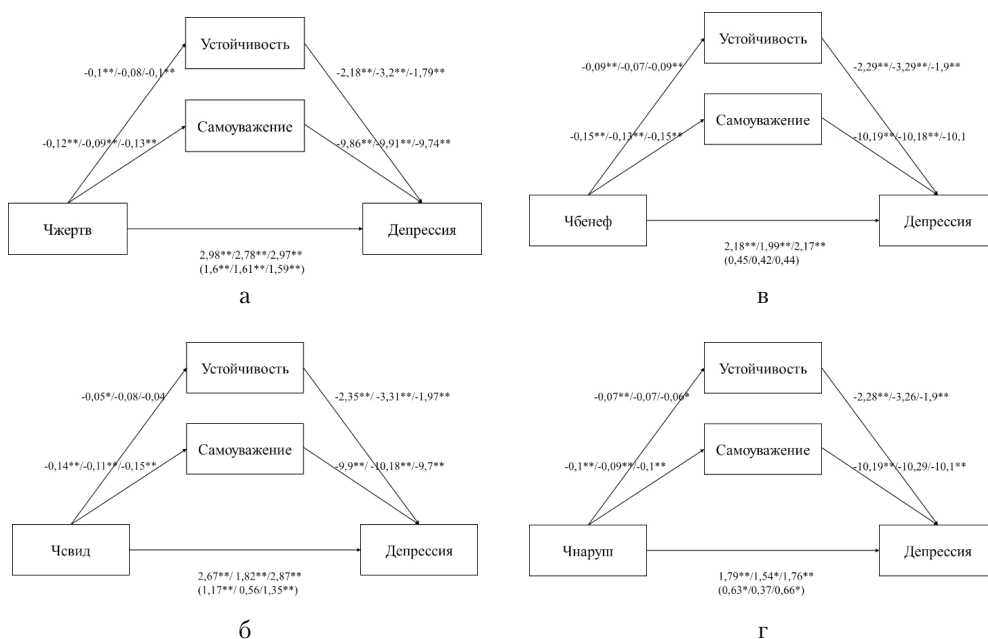 Устойчивость
-0,1**/-0,08/-0,1**
-2,18**/-3,2**/-1,79**
Самоуважение
-0,12**/-0,09**/-0,13**
-9,86**/-9,91**/-9,74**
Чжертв
Депрессия
2,98**/2,78**/2,97**
(1,6**/1,61**/1,59**)
а
Устойчивость
-0,09**/-0,07/-0,09**
-2,29**/-3,29**/-1,9**
Самоуважение
-0,15**/-0,13**/-0,15**
-10,19**/-10,18**/-10,1
Чбенеф
Депрессия
2,18**/1,99**/2,17**
(0,45/0,42/0,44)
в
Устойчивость
-0,05*/-0,08/-0,04
-2,35**/ -3,31**/-1,97**
Самоуважение
-0,14**/-0,11**/-0,15**
-9,9**/ -10,18**/-9,7**
Чсвид
Депрессия
2,67**/ 1,82**/2,87**
(1,17**/ 0,56/1,35**)
б
Устойчивость
-0,07**/-0,07/-0,06*
-2,28**/-3,26/-1,9**
Самоуважение
-0,1**/-0,09**/-0,1**
-10,19**/-10,29/-10,1**
Чнаруш
Депрессия
1,79**/1,54*/1,76**
(0,63*/0,37/0,66*)
г